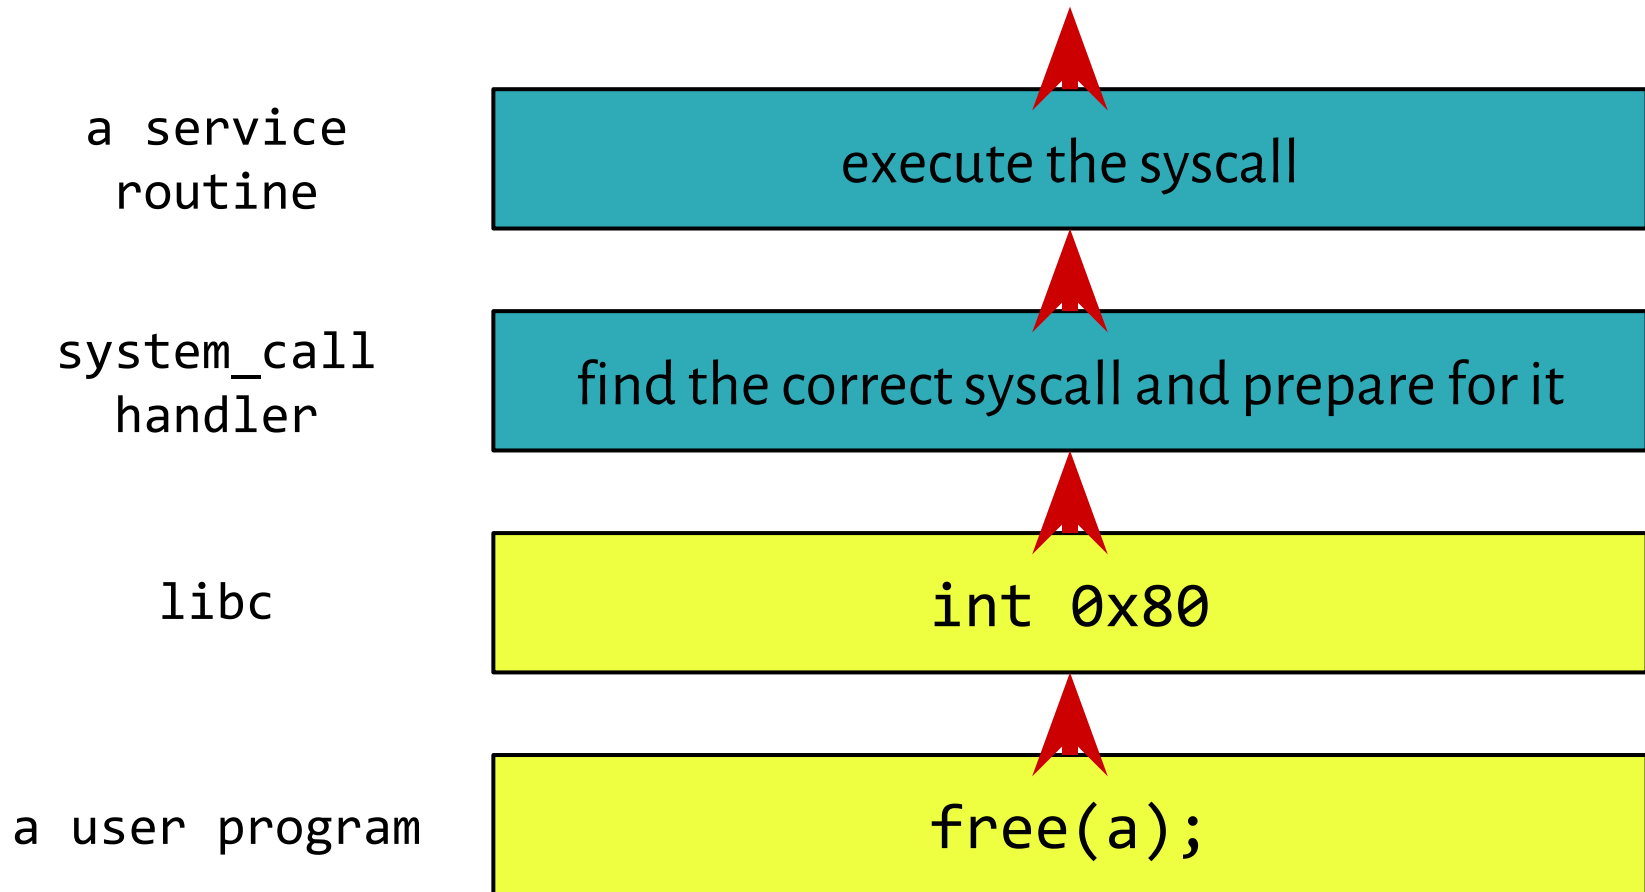 a service
routine
execute the syscall
system_call
handler
find the correct syscall and prepare for it
libc
int 0x80
a user program
free(a);